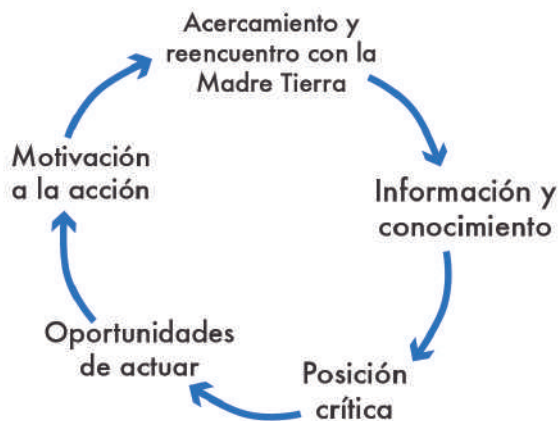 Acercamiento y
reencuentro con la
Madre Tierra
Información y
conocimiento
Posición
crítica
Oportunidades
de actuar
Motivación
a la acción